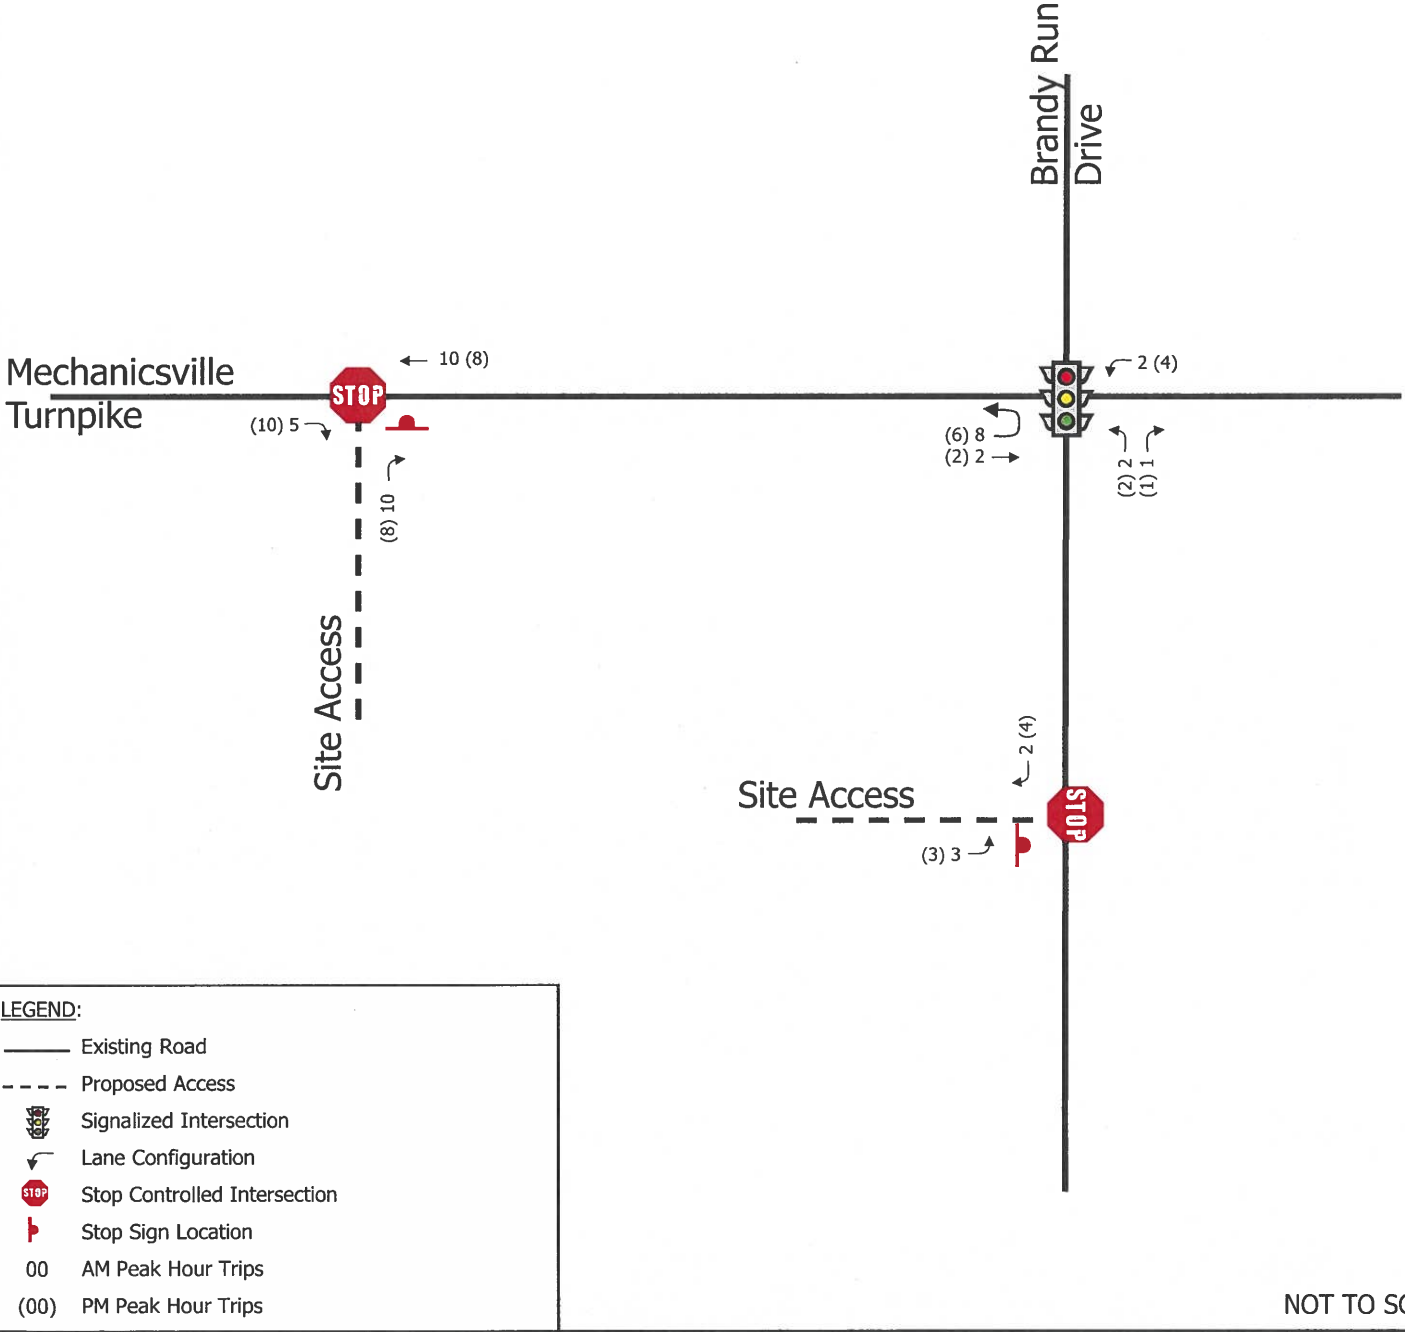 Brandy Run
Drive
Mechanicsville
Turnpike
STOP
10 (8)
(10) 5
(8) 10
2 (4)
(6) 8
(2) 2
(2) 2
(1) 1
Site Access
2 (4)
Site Access
STOP
(3) 3
LEGEND:
Existing Road
Proposed Access
Signalized Intersection
Lane Configuration
STOP
Stop Controlled Intersection
Stop Sign Location
00 AM Peak Hour Trips
(00) PM Peak Hour Trips
NOT TO SC